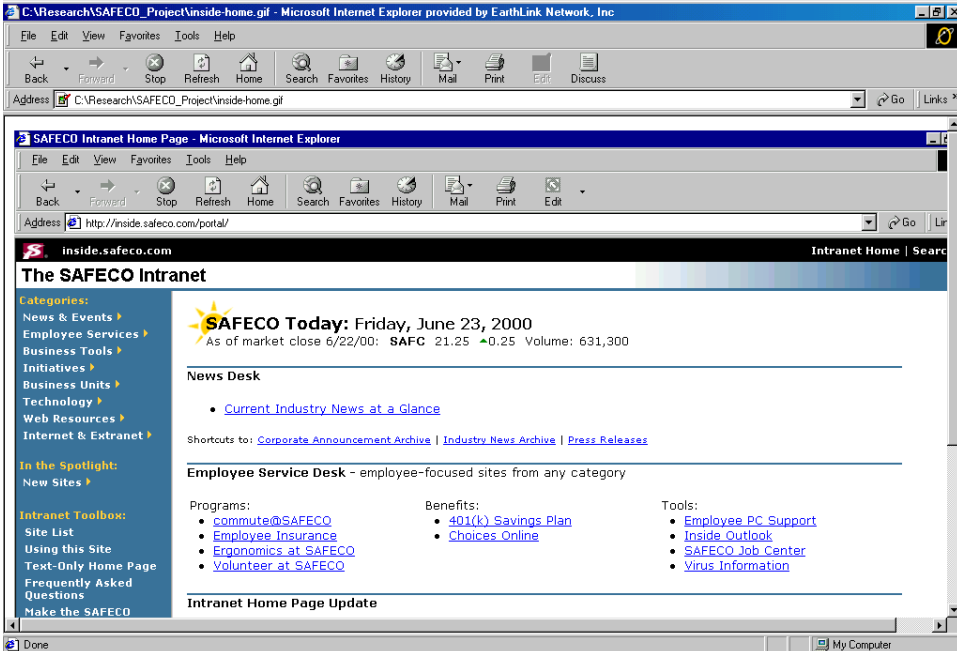 C:\Research\SAFECO_Project\inside-home.gif - Microsoft Internet Explorer provided by EarthLink Network, Inc
File Edit View Favorites Tools Help
Back Forward Stop Refresh Home Search Favorites History Mail Print Edit Discuss
Address C:\Research\SAFECO_Project\inside-home.gif Go Links »
SAFECO Intranet Home Page - Microsoft Internet Explorer
File Edit View Favorites Tools Help
Back Forward Stop Refresh Home Search Favorites History Mail Print Edit
Address http://inside.safeco.com/portal/ Go Lin
inside.safeco.com Intranet Home | Searc
The SAFECO Intranet
Categories:
News & Events
Employee Services
Business Tools
Initiatives
Business Units
Technology
Web Resources
Internet & Extranet
In the Spotlight:
New Sites
Intranet Toolbox:
Site List
Using this Site
Text-Only Home Page
Frequently Asked
Questions
Make the SAFECO
SAFECO Today: Friday, June 23, 2000
As of market close 6/22/00: SAFC 21.25 0.25 Volume: 631,300
News Desk
• Current Industry News at a Glance
Shortcuts to: Corporate Announcement Archive | Industry News Archive | Press Releases
Employee Service Desk - employee-focused sites from any category
Programs:
• commute@SAFECO
• Employee Insurance
• Ergonomics at SAFECO
• Volunteer at SAFECO
Benefits:
• 401(k) Savings Plan
• Choices Online
Tools:
• Employee PC Support
• Inside Outlook
• SAFECO Job Center
• Virus Information
Intranet Home Page Update
Done My Computer